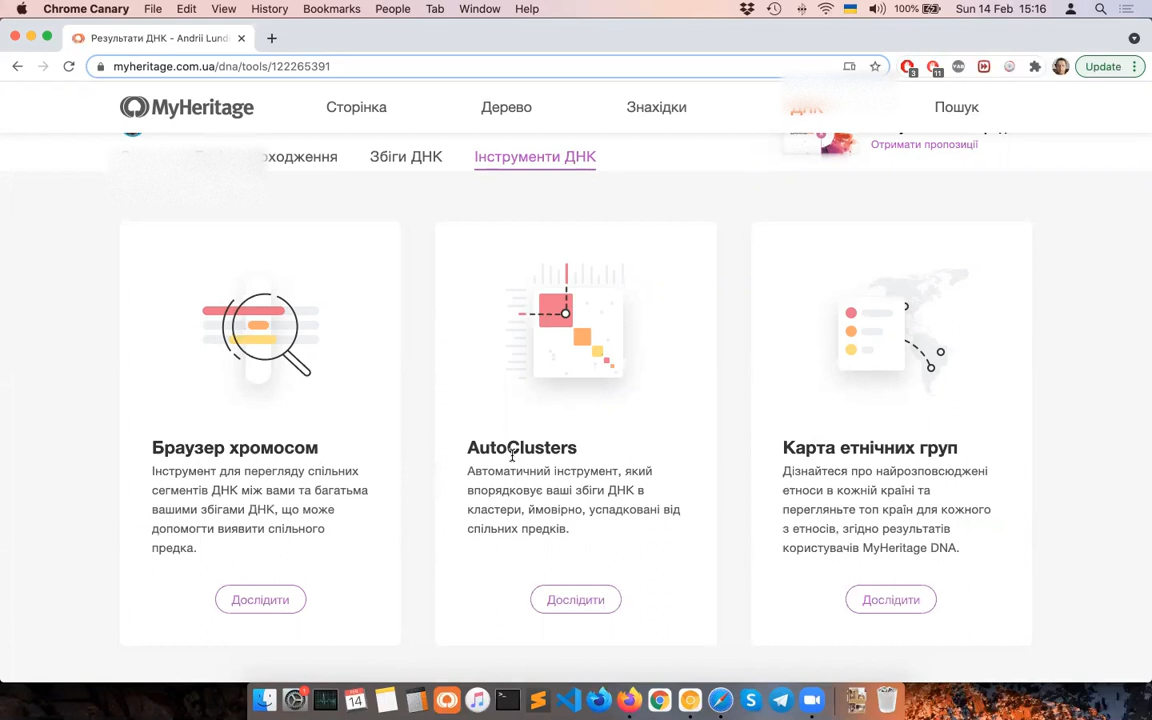 Chrome Canary File Edit View History Bookmarks People Tab Window Help 100% Sun 14 Feb 15:16
Результати ДНК - Andrii Lund
myheritage.com.ua/dna/tools/122265391 3 11 Update
MyHeritage Сторінка Дерево Знахідки ДНК Пошук
Отримати пропозиції
оходження Збіги ДНК Інструменти ДНК
Браузер хромосом
Інструмент для перегляду спільних
сегментів ДНК між вами та багатьма
вашими збігами ДНК, що може
допомогти виявити спільного
предка.
Дослідити
AutoClusters
Автоматичний інструмент, який
впорядковує ваші збіги ДНК в
кластери, ймовірно, успадковані від
спільних предків.
Дослідити
Карта етнічних груп
Дізнайтеся про найрозповсюджені
етноси в кожній країні та
перегляньте топ країн для кожного
з етносів, згідно результатів
користувачів MyHeritage DNA.
Дослідити